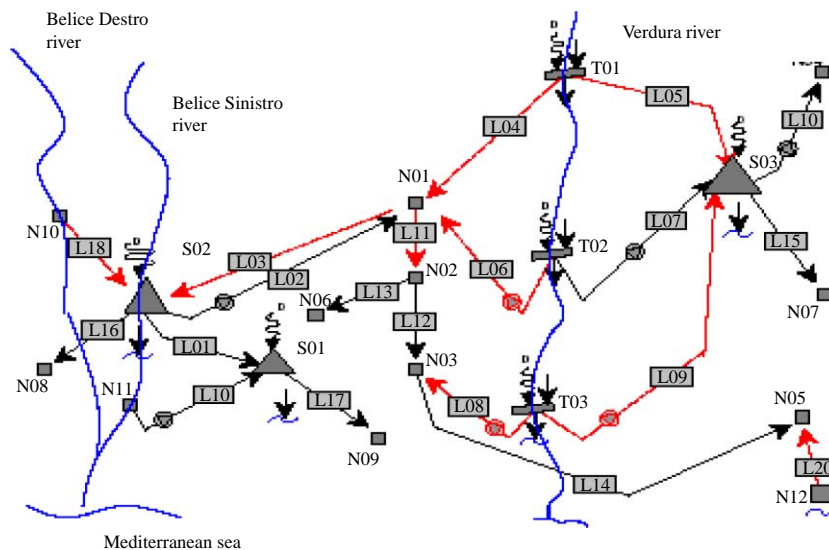 Belice Destro
river
Verdura river
Belice Sinistro
river
T01
L05
L10
L04
S03
N01
N10
L18
S02
L11
L07
T02
L03
L02
L06
L15
N02
L13
N06
N07
L16
L12
L01
S01
N03
N08
L09
N11
L10
L17
L08
T03
N05
N09
L14
L20
N12
Mediterranean sea